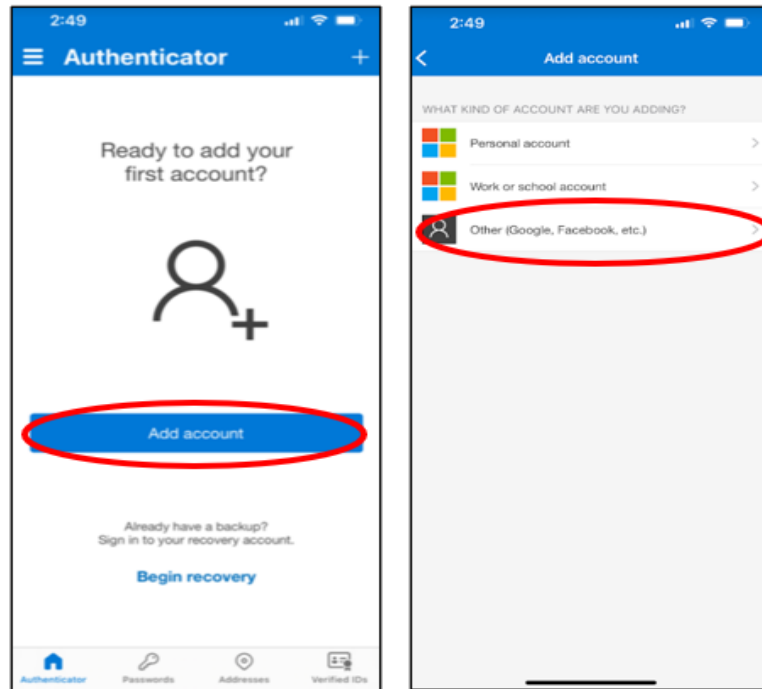 2:49
Authenticator
Ready to add your
first account?
Add account
Already have a backup?
Sign in to your recovery account.
Begin recovery
Authenticator
Passwords
Addresses
Verified IDs
2:49
Add account
WHAT KIND OF ACCOUNT ARE YOU ADDING?
Personal account
Work or school account
Other (Google, Facebook, etc.)